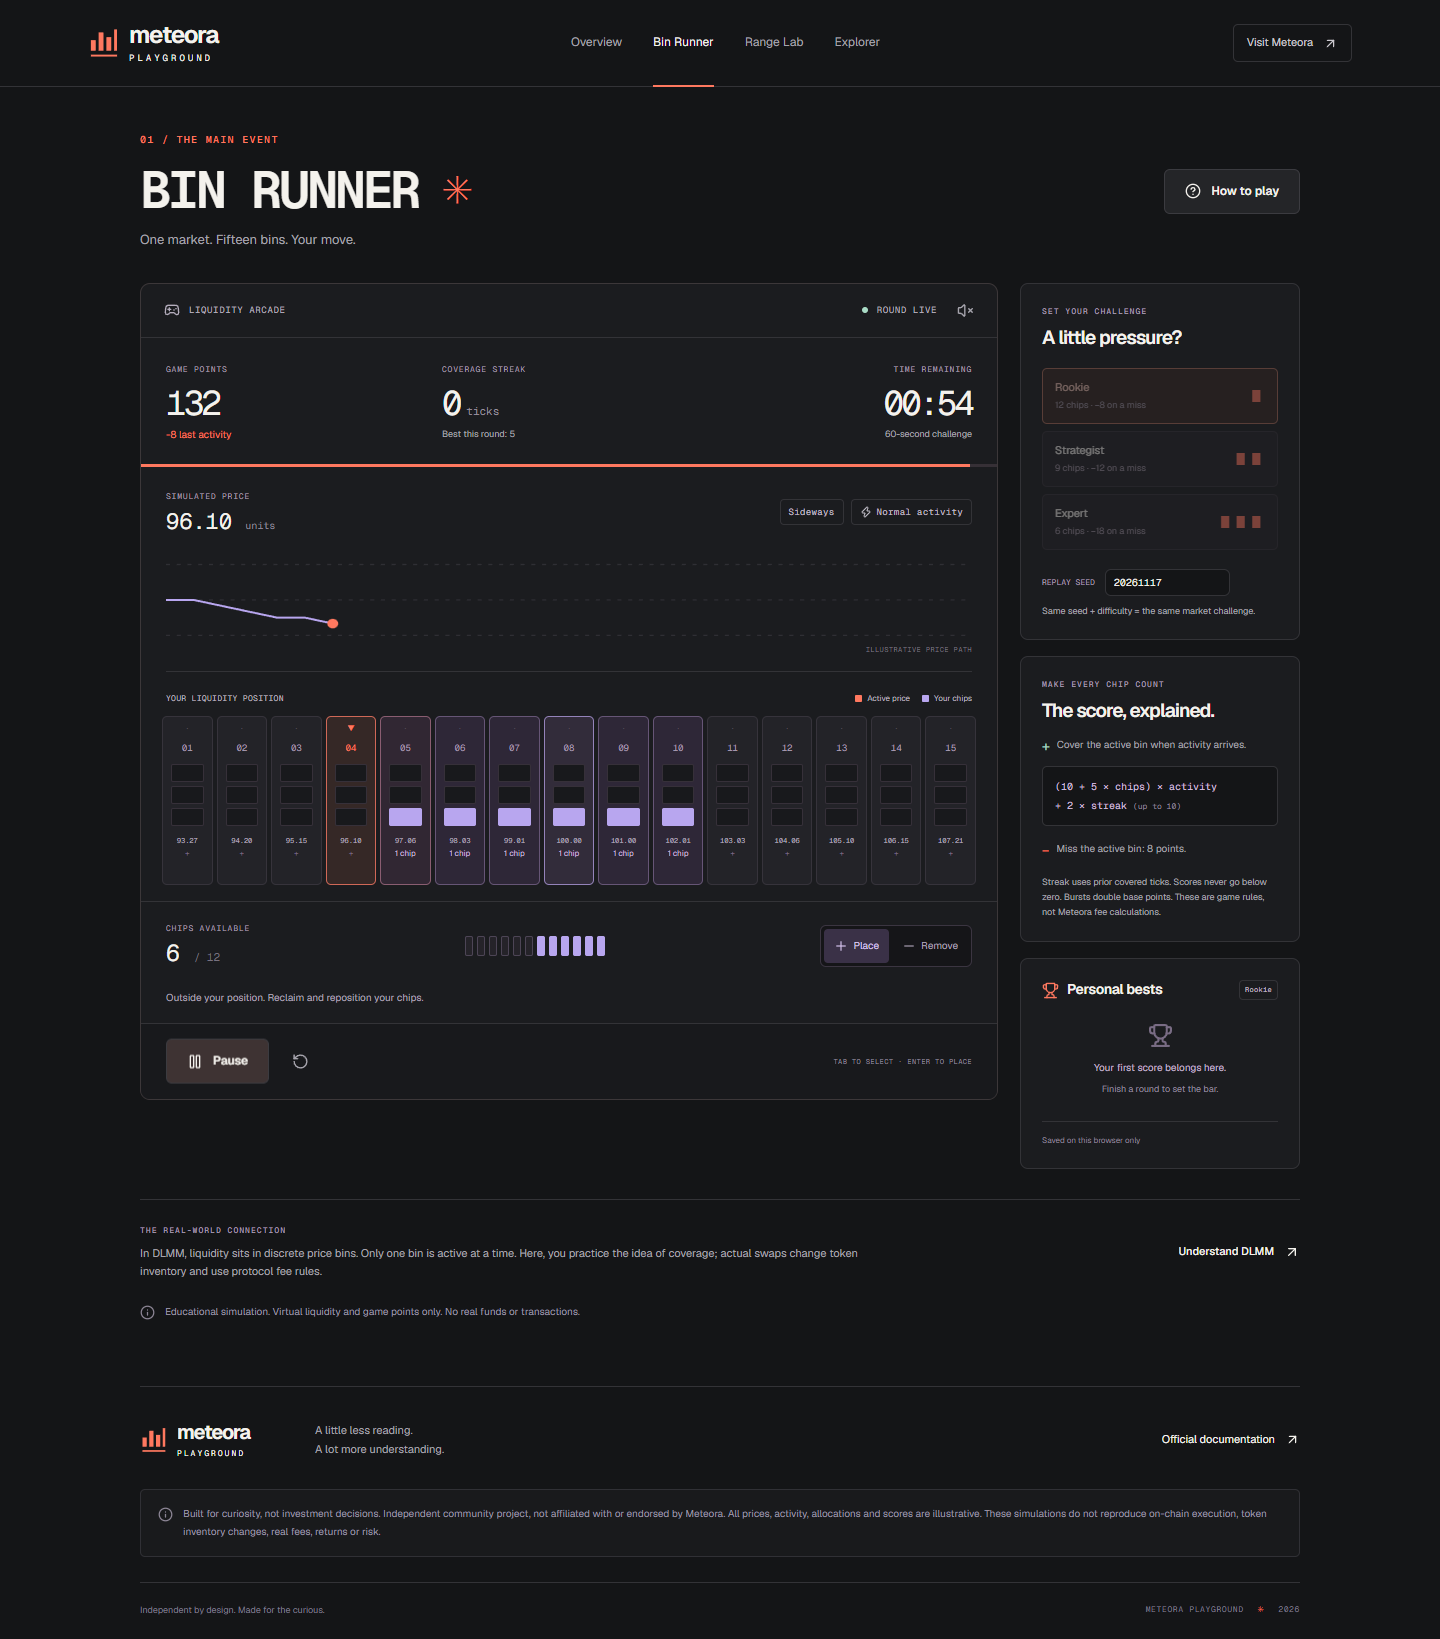 meteora
PLAYGROUND
Overview
Bin Runner
Range Lab
Explorer
Visit Meteora
01 / THE MAIN EVENT
BIN RUNNER
One market. Fifteen bins. Your move.
How to play
LIQUIDITY ARCADE
ROUND LIVE
GAME POINTS
132
-8 last activity
COVERAGE STREAK
0 ticks
Best this round: 5
TIME REMAINING
00:54
60-second challenge
SIMULATED PRICE
96.10 units
Sideways
Normal activity
ILLUSTRATIVE PRICE PATH
YOUR LIQUIDITY POSITION
Active price
Your chips
01 02 03 04 05 06 07 08 09 10 11 12 13 14 15
93.27 94.20 95.15 96.10 97.06 98.03 99.01 100.00 101.00 102.01 103.03 104.06 105.10 106.15 107.21
+ + + + 1 chip 1 chip 1 chip 1 chip 1 chip 1 chip + + + + +
CHIPS AVAILABLE
6 / 12
Place
Remove
Outside your position. Reclaim and reposition your chips.
Pause
TAB TO SELECT · ENTER TO PLACE
SET YOUR CHALLENGE
A little pressure?
Rookie
12 chips · −8 on a miss
Strategist
9 chips · −12 on a miss
Expert
6 chips · −18 on a miss
REPLAY SEED
20261117
Same seed + difficulty = the same market challenge.
MAKE EVERY CHIP COUNT
The score, explained.
+ Cover the active bin when activity arrives.
(10 + 5 × chips) × activity
+ 2 × streak (up to 10)
− Miss the active bin: 8 points.
Streak uses prior covered ticks. Scores never go below
zero. Bursts double base points. These are game rules,
not Meteora fee calculations.
Personal bests
Rookie
Your first score belongs here.
Finish a round to set the bar.
Saved on this browser only
THE REAL-WORLD CONNECTION
In DLMM, liquidity sits in discrete price bins. Only one bin is active at a time. Here, you practice the idea of coverage; actual swaps change token
inventory and use protocol fee rules.
Understand DLMM
Educational simulation. Virtual liquidity and game points only. No real funds or transactions.
meteora
PLAYGROUND
A little less reading.
A lot more understanding.
Official documentation
Built for curiosity, not investment decisions. Independent community project, not affiliated with or endorsed by Meteora. All prices, activity, allocations and scores are illustrative. These simulations do not reproduce on-chain execution, token
inventory changes, real fees, returns or risk.
Independent by design. Made for the curious.
METEORA PLAYGROUND
2026